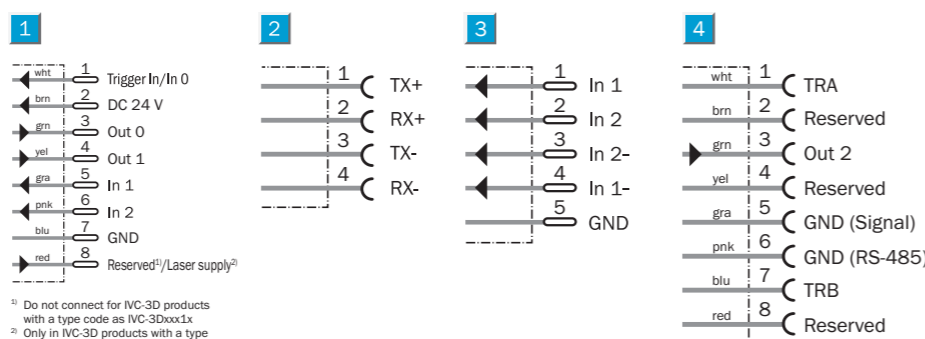 1
wht 1 Trigger In/In 0
brn 2 DC 24 V
grn 3 Out 0
yel 4 Out 1
gra 5 In 1
pnk 6 In 2
blu 7 GND
red 8 Reserved1)/Laser supply2)
1) Do not connect for IVC-3D products
with a type code as IVC-3Dxxx1x
2) Only in IVC-3D products with a type
2
1 TX+
2 RX+
3 TX-
4 RX-
3
1 In 1
2 In 2
3 In 2–
4 In 1–
5 GND
4
wht 1 TRA
brn 2 Reserved
grn 3 Out 2
yel 4 Reserved
gra 5 GND (Signal)
pnk 6 GND (RS-485)
blu 7 TRB
red 8 Reserved